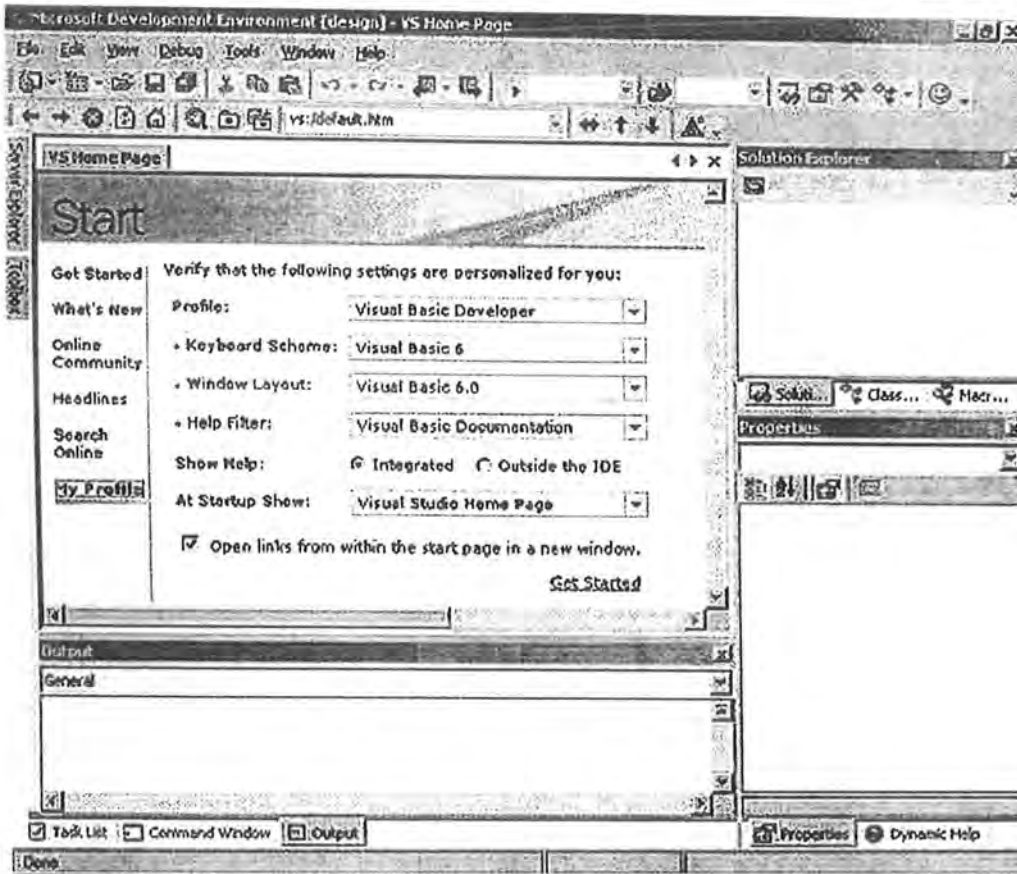 Microsoft Development Environment [design] - VS Home Page
File Edit View Debug Tools Window Help
vs:/default.htm
Server Explorer
Toolbox
VS Home Page
Start
Get Started
What's New
Online
Community
Headlines
Search
Online
My Profile
Verify that the following settings are personalized for you:
Profile: Visual Basic Developer
Keyboard Scheme: Visual Basic 6
Window Layout: Visual Basic 6.0
Help Filter: Visual Basic Documentation
Show Help: Integrated Outside the IDE
At Startup Show: Visual Studio Home Page
Open links from within the start page in a new window.
Get Started
Solution Explorer
Soluti... Class... Macr...
Properties
Output
General
Task List Command Window Output
Properties Dynamic Help
Done